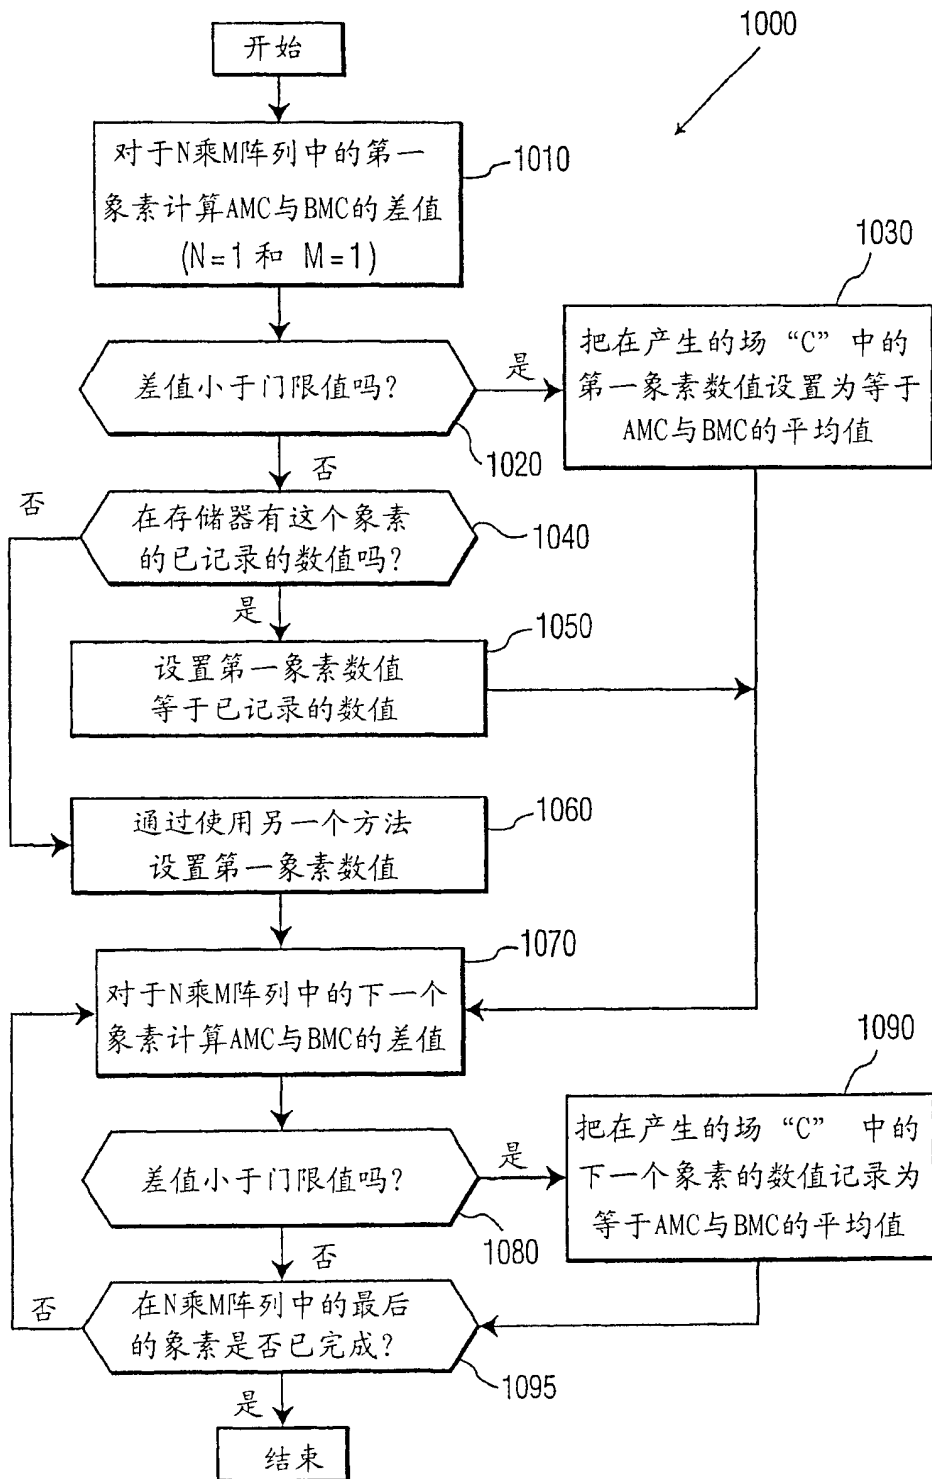 开始
1000
对于N乘M阵列中的第一
象素计算AMC与BMC的差值
(N=1 和 M=1)
1010
1030
把在产生的场“C”中的
第一象素数值设置为等于
AMC与BMC的平均值
差值小于门限值吗?
是
1020
否
否
在存储器有这个象素
的已记录的数值吗?
1040
是
1050
设置第一象素数值
等于已记录的数值
通过使用另一个方法
设置第一象素数值
1060
1070
对于N乘M阵列中的下一个
象素计算AMC与BMC的差值
1090
把在产生的场“C” 中的
下一个象素的数值记录为
等于AMC与BMC的平均值
差值小于门限值吗?
是
1080
否
否
在N乘M阵列中的最后
的象素是否已完成?
1095
是
结束